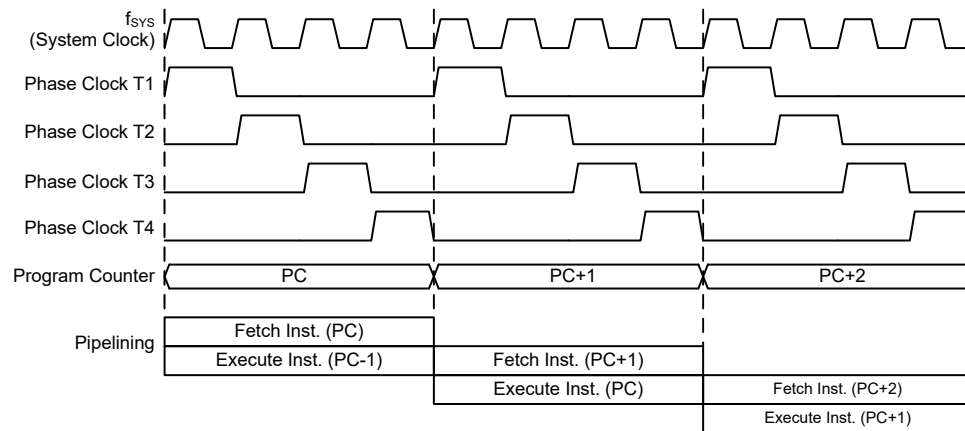 fSYS
(System Clock)
Phase Clock T1
Phase Clock T2
Phase Clock T3
Phase Clock T4
Program Counter PC PC+1 PC+2
Pipelining
Fetch Inst. (PC)
Execute Inst. (PC-1) Fetch Inst. (PC+1)
Execute Inst. (PC) Fetch Inst. (PC+2)
Execute Inst. (PC+1)